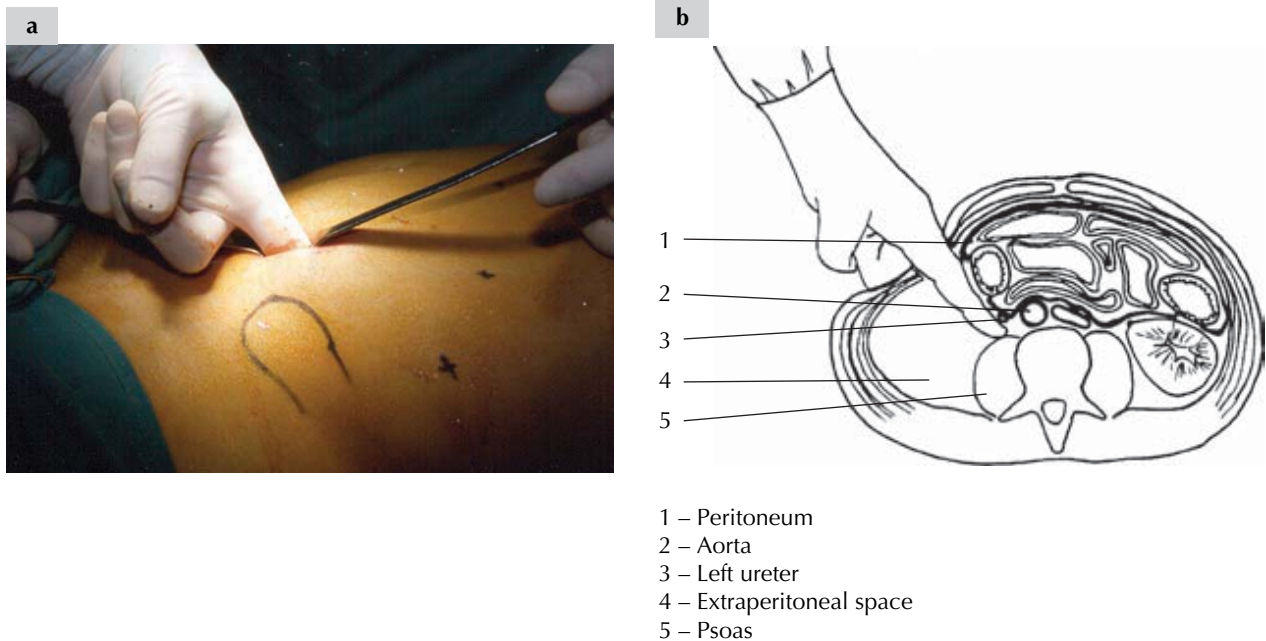 a
b
1
2
3
4
5
1 – Peritoneum
2 – Aorta
3 – Left ureter
4 – Extraperitoneal space
5 – Psoas